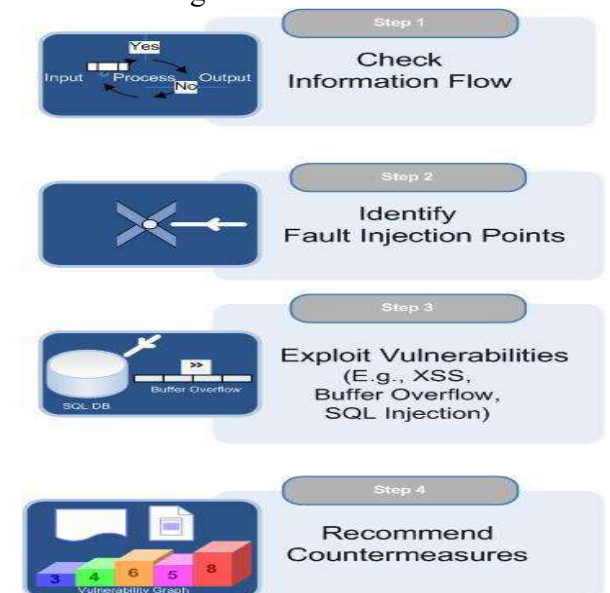 Step 1
Yes
Input Process Output
No
Check
Information Flow
Step 2
Identify
Fault Injection Points
Step 3
>>
Buffer Overflow
SQL DB
Exploit Vulnerabilities
(E.g., XSS,
Buffer Overflow,
SQL Injection)
Step 4
3 4 6 5 8
Vulnerability Graph
Recommend
Countermeasures